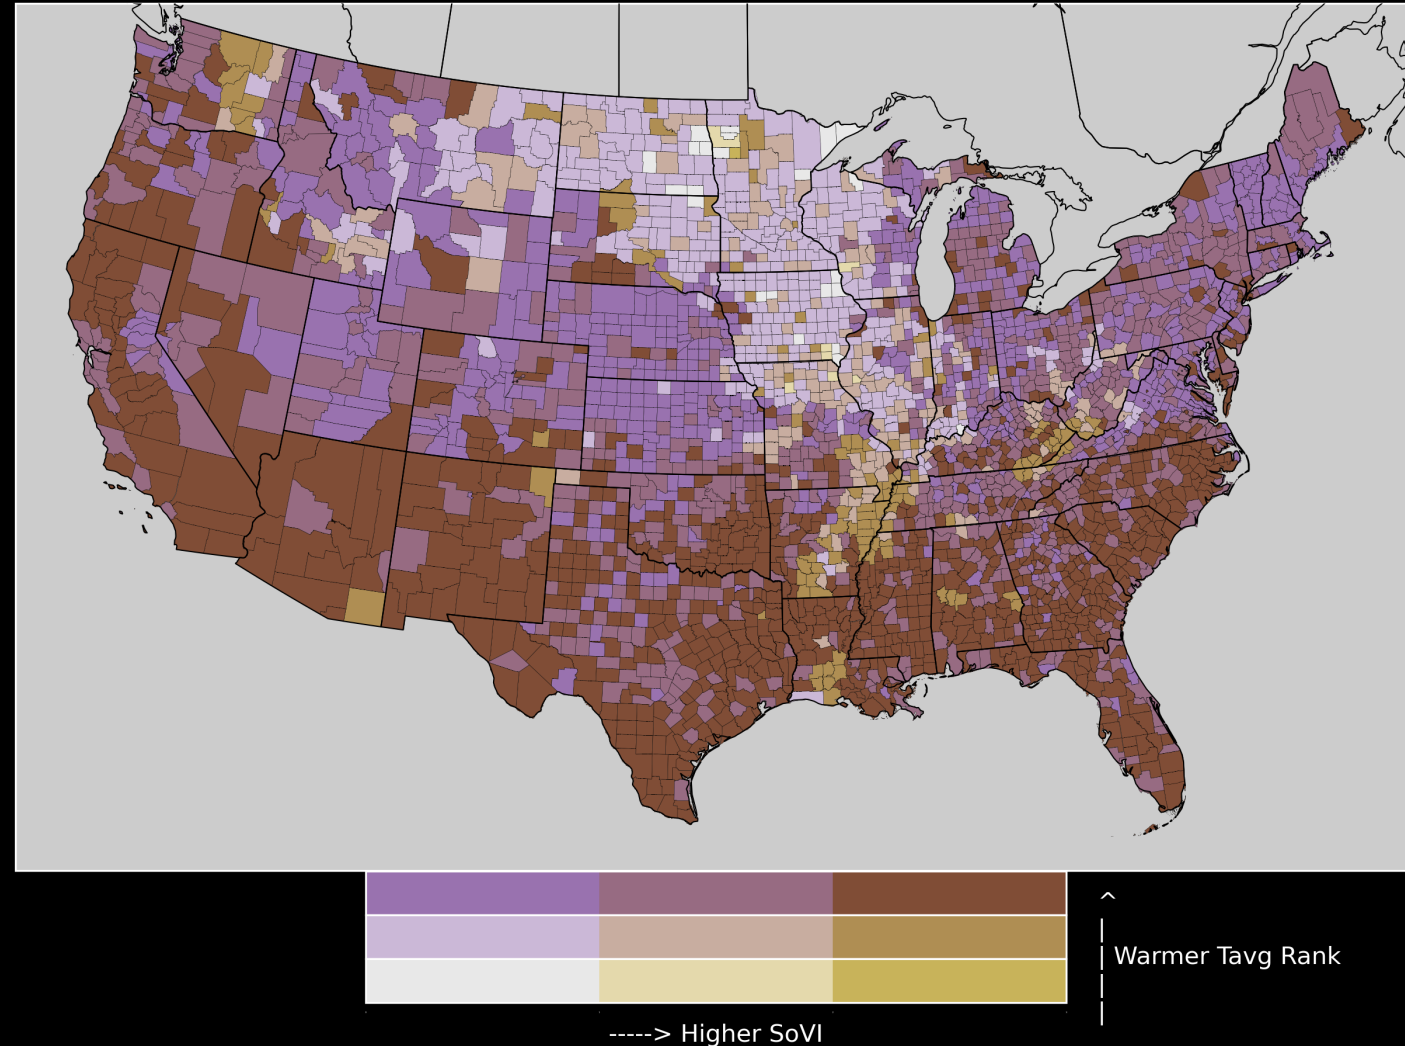 ^
|
|
| Warmer Tavg Rank
|
|
-----> Higher SoVI